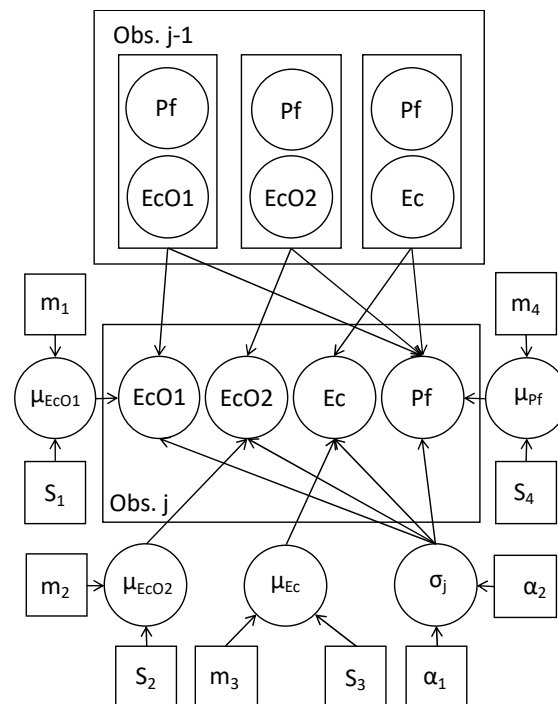 Obs. j-1
Pf Pf Pf
EcO1 EcO2 Ec
m1 m4
μEcO1 EcO1 EcO2 Ec Pf μPf
S1 Obs. j S4
m2 μEcO2 μEc σj α2
S2 m3 S3 α1